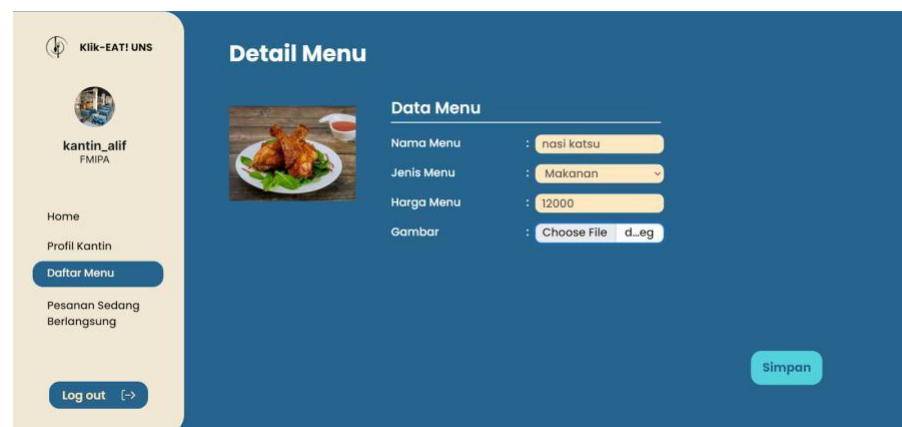 Klik-EAT! UNS
kantin_alif
FMIPA
Home
Profil Kantin
Daftar Menu
Pesanan Sedang
Berlangsung
Log out
Detail Menu
Data Menu
Nama Menu : nasi katsu
Jenis Menu : Makanan
Harga Menu : 12000
Gambar : Choose File d...eg
Simpan